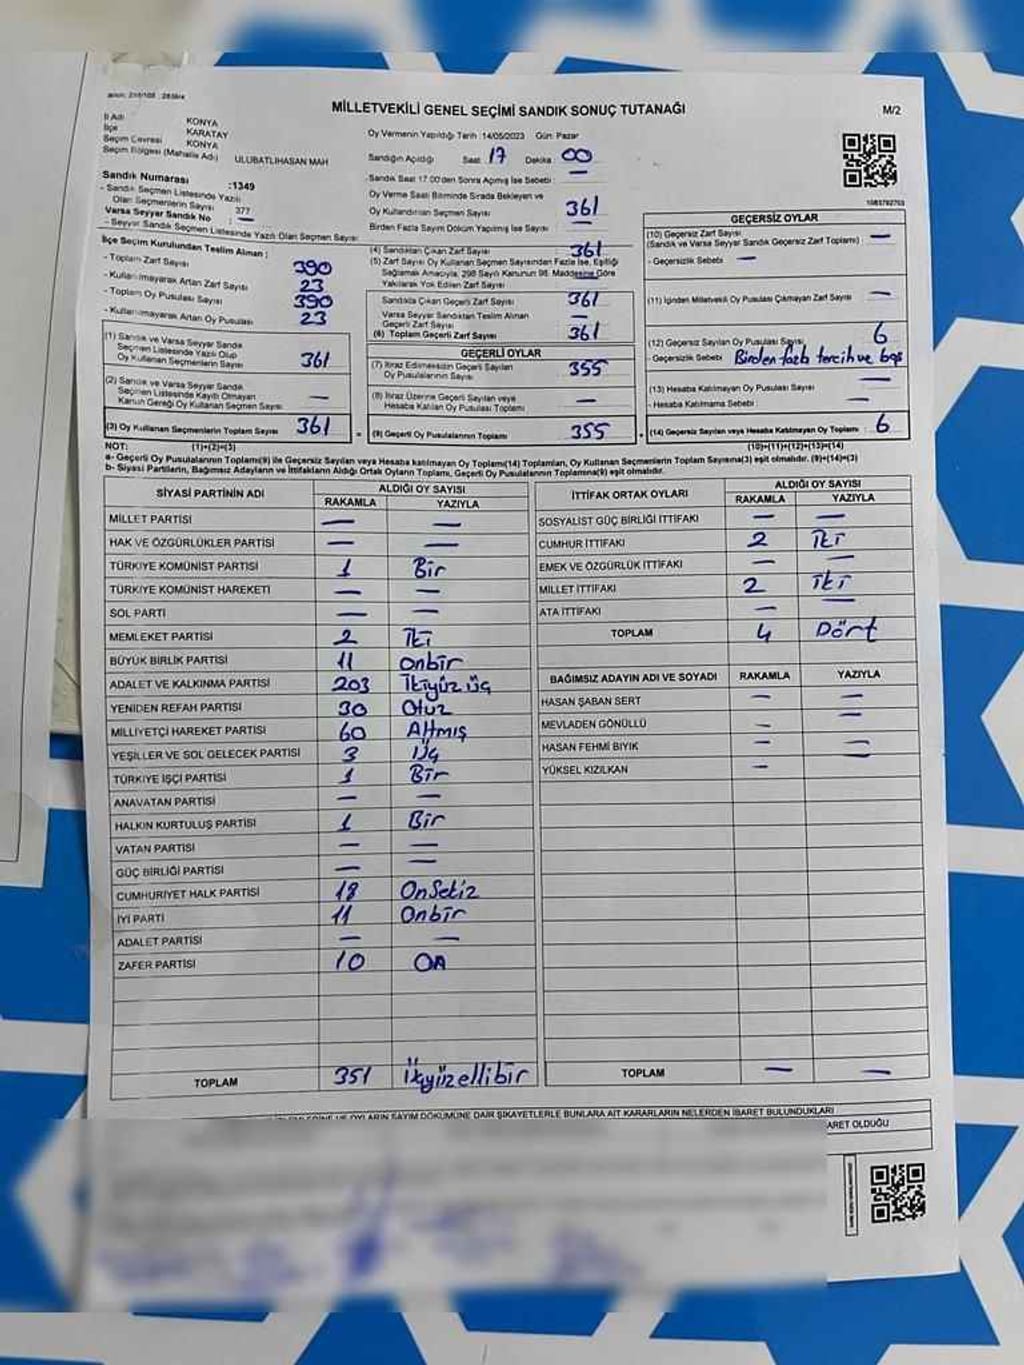 MİLLETVEKİLİ GENEL SEÇİMİ SANDIK SONUÇ TUTANAĞI
M/2
İl Adı KONYA
İlçe KARATAY
Seçim Çevresi KONYA
Seçim Bölgesi (Mahalle Adı) ULUBATLIHASAN MAH
Sandık Numarası :1349
- Sandık Seçmen Listesinde Yazılı
Olan Seçmenlerin Sayısı 377
Varsa Seyyar Sandık No : —
- Seyyar Sandık Seçmen Listesinde Yazılı Olan Seçmen Sayısı
Oy Vermenin Yapıldığı Tarih :14/05/2023 Gün: Pazar
Sandığın Açıldığı Saat 17 Dakika 00
Sandık Saat 17.00'den Sonra Açılmış İse Sebebi : —
Oy Verme Saati Bitiminde Sırada Bekleyen ve
Oy Kullandırılan Seçmen Sayısı 361
Birden Fazla Sayım Döküm Yapılmış İse Sayısı —
İlçe Seçim Kurulundan Teslim Alınan ;
- Toplam Zarf Sayısı 390
- Kullanılmayarak Artan Zarf Sayısı 23
- Toplam Oy Pusulası Sayısı 390
- Kullanılmayarak Artan Oy Pusulası 23
(1) Sandık ve Varsa Seyyar Sandık
Seçmen Listesinde Yazılı Olup
Oy Kullanan Seçmenlerin Sayısı 361
(2) Sandık ve Varsa Seyyar Sandık
Seçmen Listesinde Kayıtlı Olmayan
Kanun Gereği Oy Kullanan Seçmen Sayısı —
(3) Oy Kullanan Seçmenlerin Toplam Sayısı 361
(1)+(2)=(3)
(4) Sandıktan Çıkan Zarf Sayısı 361
(5) Zarf Sayısı Oy Kullanan Seçmen Sayısından Fazla İse, Eşitliği
Sağlamak Amacıyla, 298 Sayılı Kanunun 98. Maddesine Göre
Yakılarak Yok Edilen Zarf Sayısı —
Sandıkta Çıkan Geçerli Zarf Sayısı 361
Varsa Seyyar Sandıktan Teslim Alınan
Geçerli Zarf Sayısı —
(6) Toplam Geçerli Zarf Sayısı 361
GEÇERLİ OYLAR
(7) İtiraz Edilmeksizin Geçerli Sayılan
Oy Pusulalarının Sayısı 355
(8) İtiraz Üzerine Geçerli Sayılan veya
Hesaba Katılan Oy Pusulası Toplamı —
= (9) Geçerli Oy Pusulalarının Toplamı 355
GEÇERSİZ OYLAR
(10) Geçersiz Zarf Sayısı —
(Sandık ve Varsa Seyyar Sandık Geçersiz Zarf Toplamı)
- Geçersizlik Sebebi —
(11) İçinden Milletvekili Oy Pusulası Çıkmayan Zarf Sayısı —
(12) Geçersiz Sayılan Oy Pusulası Sayısı 6
- Geçersizlik Sebebi Birden fazla tercih ve boş
(13) Hesaba Katılmayan Oy Pusulası Sayısı —
- Hesaba Katılmama Sebebi : —
+ (14) Geçersiz Sayılan veya Hesaba Katılmayan Oy Toplamı : 6
(10)+(11)+(12)+(13)=(14)
NOT:
a- Geçerli Oy Pusulasının Toplamı(9) ile Geçersiz Sayılan veya Hesaba katılmayan Oy Toplamı(14) Toplamları, Oy Kullanan Seçmenlerin Toplam Sayısına(3) eşit olmalıdır. (9)+(14)=(3)
b- Siyasi Partilerin, Bağımsız Adayların ve İttifakların Aldığı Ortak Oyların Toplamı, Geçerli Oy Pusulasının Toplamına(9) eşit olmalıdır.
SİYASİ PARTİNİN ADI ALDIĞI OY SAYISI
RAKAMLA YAZIYLA
MİLLET PARTİSİ — —
HAK VE ÖZGÜRLÜKLER PARTİSİ — —
TÜRKİYE KOMÜNİST PARTİSİ 1 Bir
TÜRKİYE KOMÜNİST HAREKETİ — —
SOL PARTİ — —
MEMLEKET PARTİSİ 2 İki
BÜYÜK BİRLİK PARTİSİ 11 onbir
ADALET VE KALKINMA PARTİSİ 203 İkiyüz üç
YENİDEN REFAH PARTİSİ 30 Otuz
MİLLİYETÇİ HAREKET PARTİSİ 60 Altmış
YEŞİLLER VE SOL GELECEK PARTİSİ 3 Üç
TÜRKİYE İŞÇİ PARTİSİ 1 Bir
ANAVATAN PARTİSİ — —
HALKIN KURTULUŞ PARTİSİ 1 Bir
VATAN PARTİSİ — —
GÜÇ BİRLİĞİ PARTİSİ — —
CUMHURİYET HALK PARTİSİ 18 OnSekiz
İYİ PARTİ 11 Onbir
ADALET PARTİSİ — —
ZAFER PARTİSİ 10 On
TOPLAM 351 İkiyüzellibir
İTTİFAK ORTAK OYLARI ALDIĞI OY SAYISI
RAKAMLA YAZIYLA
SOSYALİST GÜÇ BİRLİĞİ İTTİFAKI — —
CUMHUR İTTİFAKI 2 İki
EMEK VE ÖZGÜRLÜK İTTİFAKI — —
MİLLET İTTİFAKI 2 İki
ATA İTTİFAKI — —
TOPLAM 4 Dört
BAĞIMSIZ ADAYIN ADI VE SOYADI RAKAMLA YAZIYLA
HASAN ŞABAN SERT — —
MEVLADEN GÖNÜLLÜ — —
HASAN FEHMİ BIYIK — —
YÜKSEL KIZILKAN — —
TOPLAM — —
OYLARIN SAYIM DÖKÜMÜNE DAİR ŞİKAYETLERLE BUNLARA AİT KARARLARIN NELERDEN İBARET BULUNDUKLARI
ARET OLDUĞU